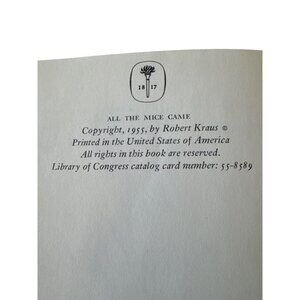 18 17
ALL THE MICE CAME
Copyright, 1955, by Robert Kraus ©
Printed in the United States of America
All rights in this book are reserved.
Library of Congress catalog card number: 55-8589